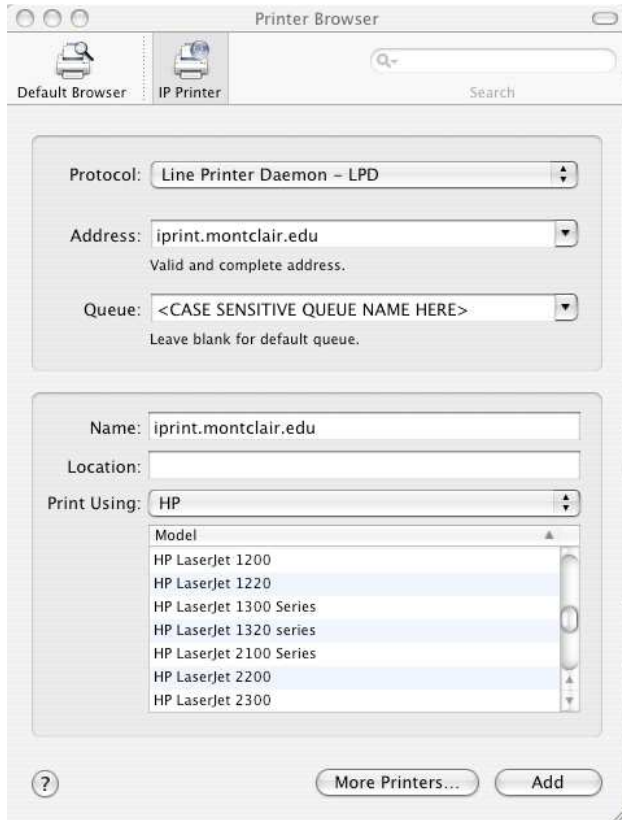 Printer Browser
Default Browser
IP Printer
Search
Protocol: Line Printer Daemon – LPD
Address: iprint.montclair.edu
Valid and complete address.
Queue: <CASE SENSITIVE QUEUE NAME HERE>
Leave blank for default queue.
Name: iprint.montclair.edu
Location:
Print Using: HP
Model
HP LaserJet 1200
HP LaserJet 1220
HP LaserJet 1300 Series
HP LaserJet 1320 series
HP LaserJet 2100 Series
HP LaserJet 2200
HP LaserJet 2300
? More Printers... Add